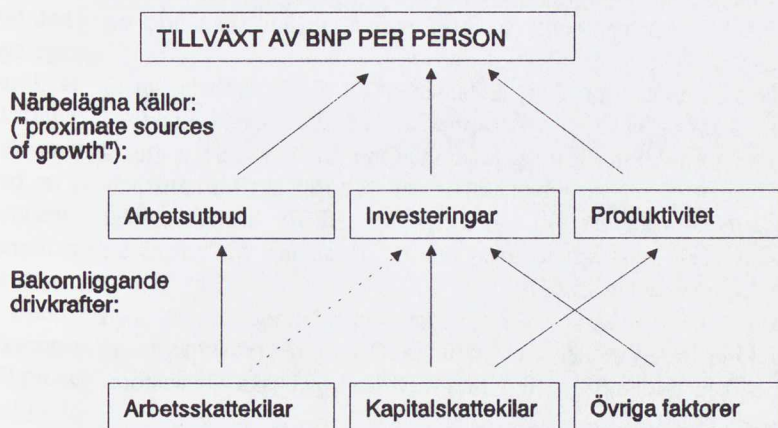 TILLVÄXT AV BNP PER PERSON
Närbelägna källor:
("proximate sources
of growth"):
Arbetsutbud
Investeringar
Produktivitet
Bakomliggande
drivkrafter:
Arbetsskattekilar
Kapitalskattekilar
Övriga faktorer